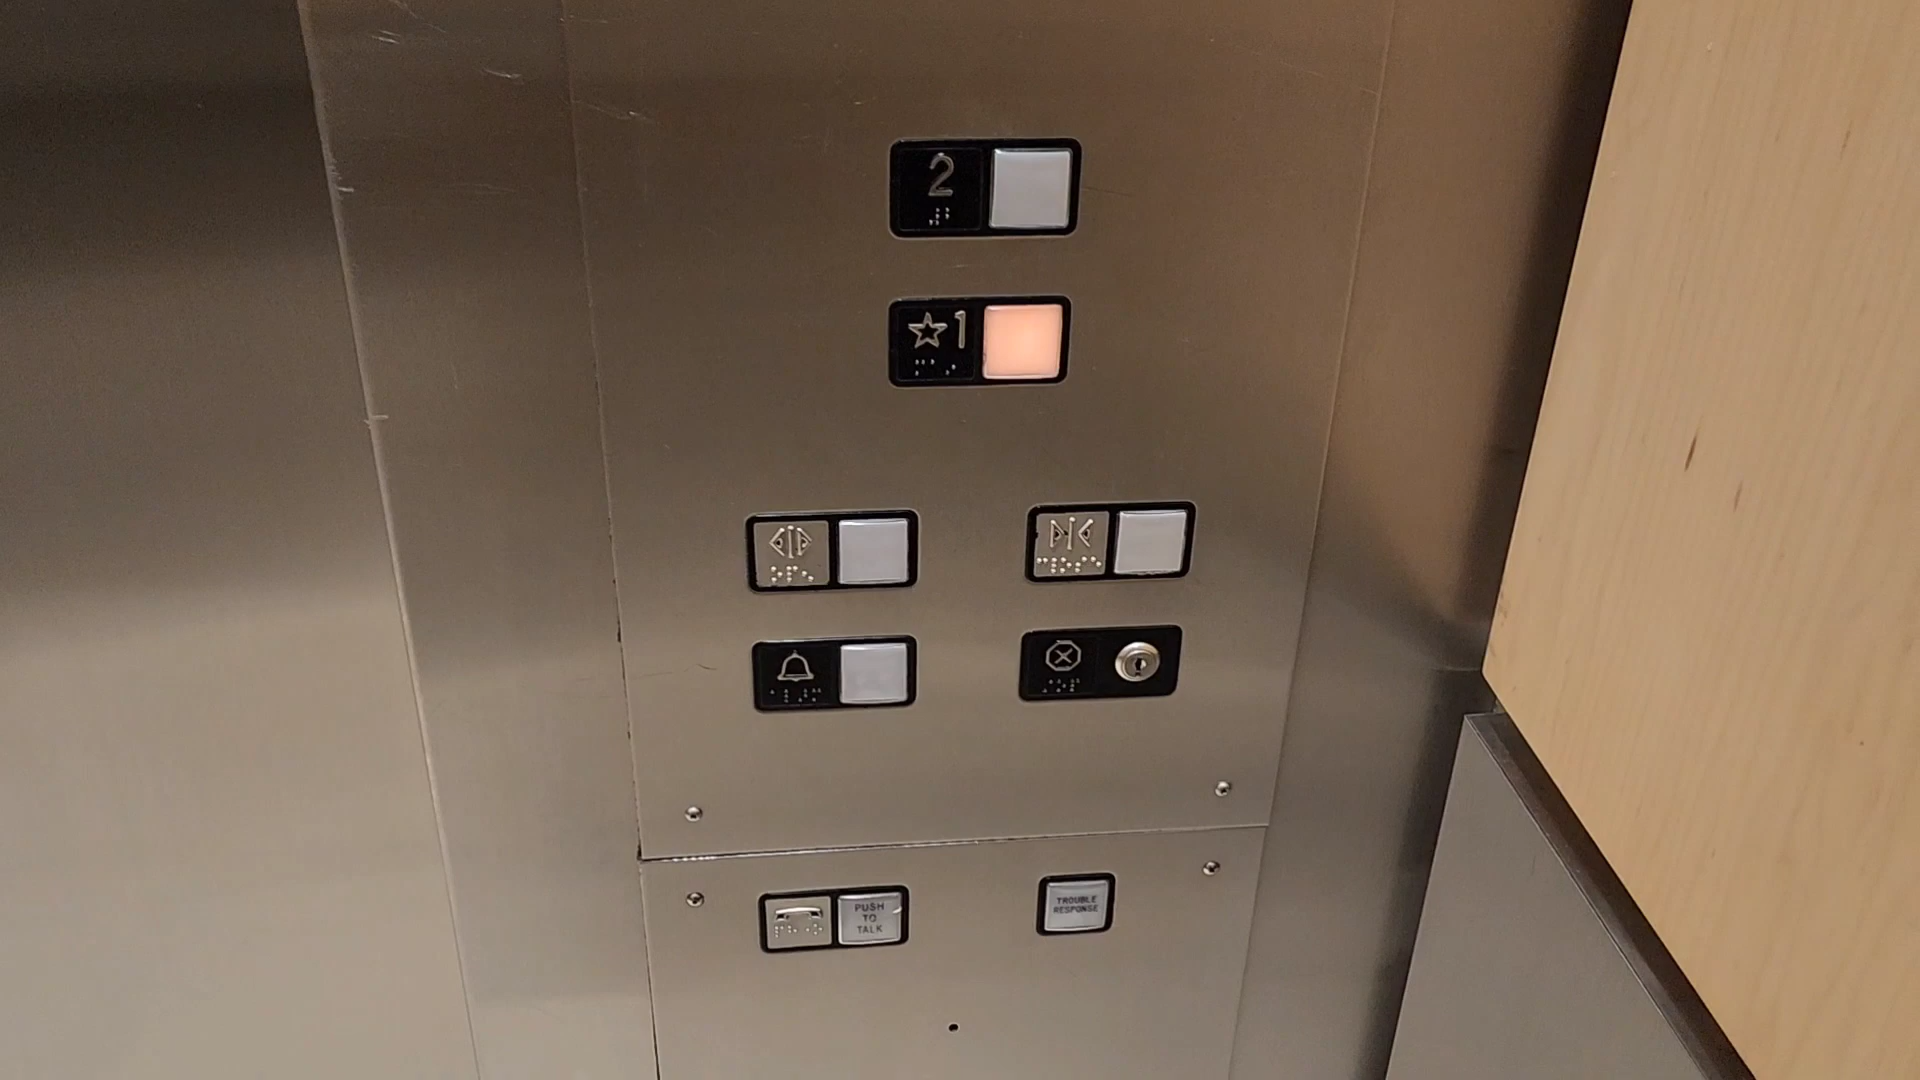 2
☆1
PUSH
TO
TALK
TROUBLE
RESPONSE